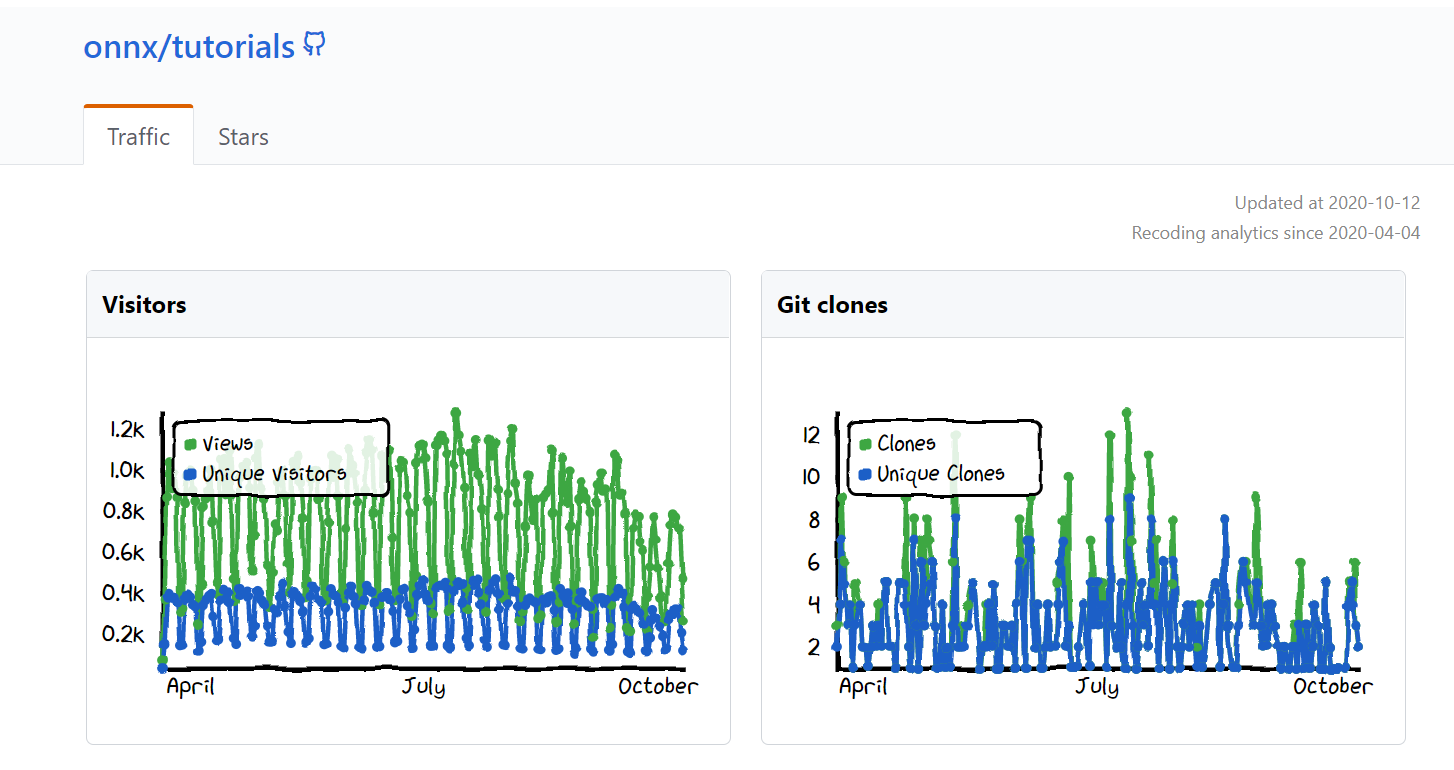 onnx/tutorials
Traffic Stars
Updated at 2020-10-12
Recoding analytics since 2020-04-04
Visitors
1.2k
1.0k
0.8k
0.6k
0.4k
0.2k
Views
Unique Visitors
April July October
Git clones
12
10
8
6
4
2
Clones
Unique Clones
April July October